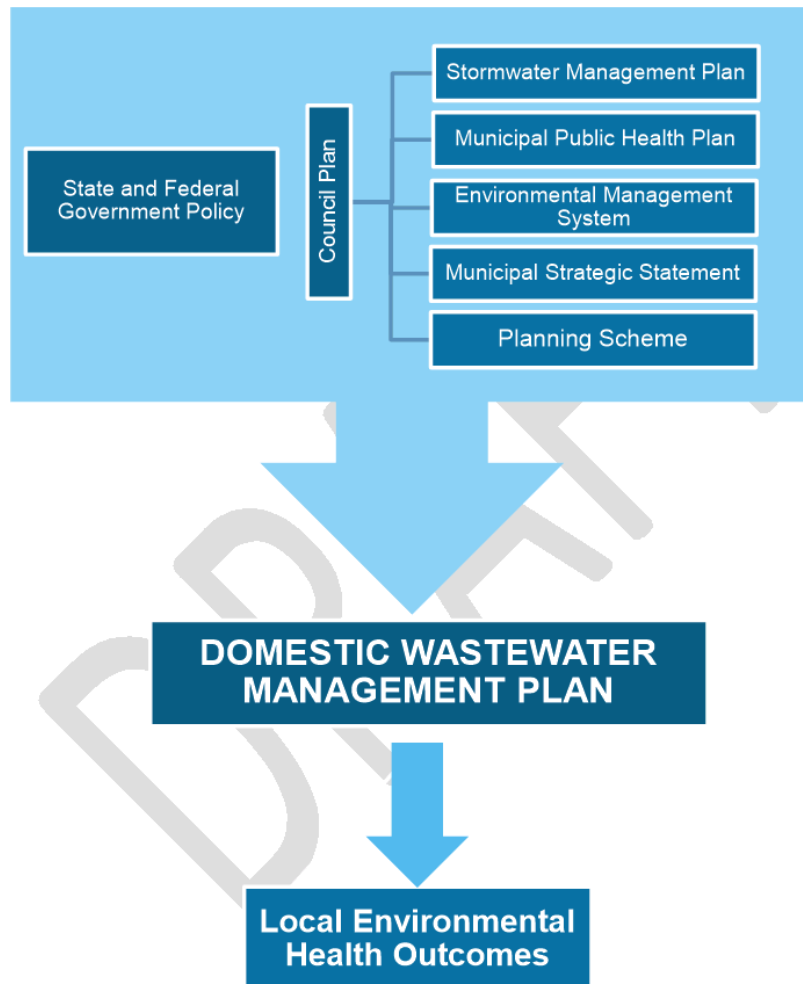 State and Federal
Government Policy
Council Plan
Stormwater Management Plan
Municipal Public Health Plan
Environmental Management
System
Municipal Strategic Statement
Planning Scheme
DRAFT
DOMESTIC WASTEWATER
MANAGEMENT PLAN
Local Environmental
Health Outcomes